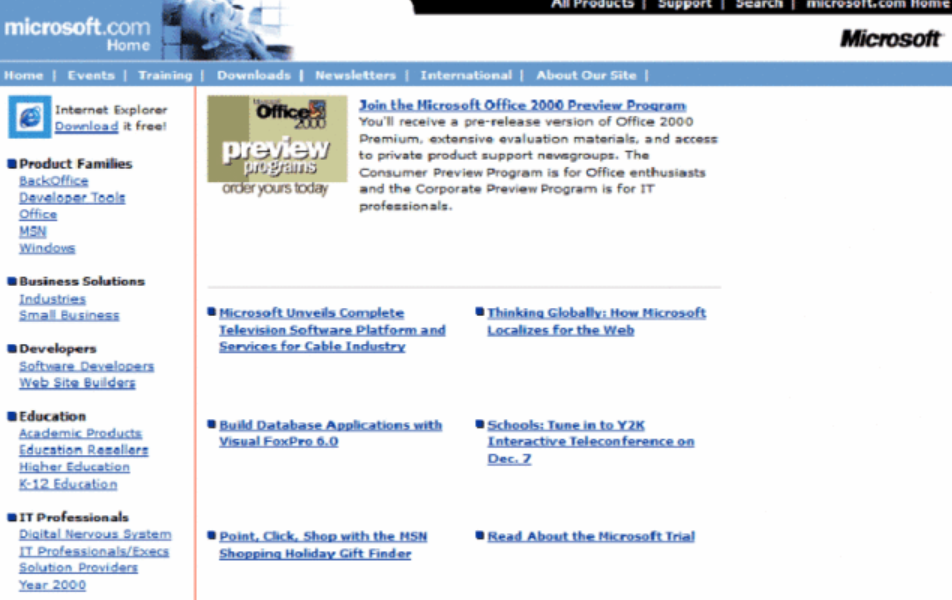 All Products | Support | Search | microsoft.com Home
microsoft.com
Home
Microsoft
Home | Events | Training | Downloads | Newsletters | International | About Our Site |
Internet Explorer
Download it free!
Product Families
BackOffice
Developer Tools
Office
MSN
Windows
Business Solutions
Industries
Small Business
Developers
Software Developers
Web Site Builders
Education
Academic Products
Education Resellers
Higher Education
K-12 Education
IT Professionals
Digital Nervous System
IT Professionals/Execs
Solution Providers
Year 2000
Microsoft
Office
2000
preview
programs
order yours today
Join the Microsoft Office 2000 Preview Program
You'll receive a pre-release version of Office 2000
Premium, extensive evaluation materials, and access
to private product support newsgroups. The
Consumer Preview Program is for Office enthusiasts
and the Corporate Preview Program is for IT
professionals.
Microsoft Unveils Complete
Television Software Platform and
Services for Cable Industry
Thinking Globally: How Microsoft
Localizes for the Web
Build Database Applications with
Visual FoxPro 6.0
Schools: Tune in to Y2K
Interactive Teleconference on
Dec. 7
Point, Click, Shop with the MSN
Shopping Holiday Gift Finder
Read About the Microsoft Trial